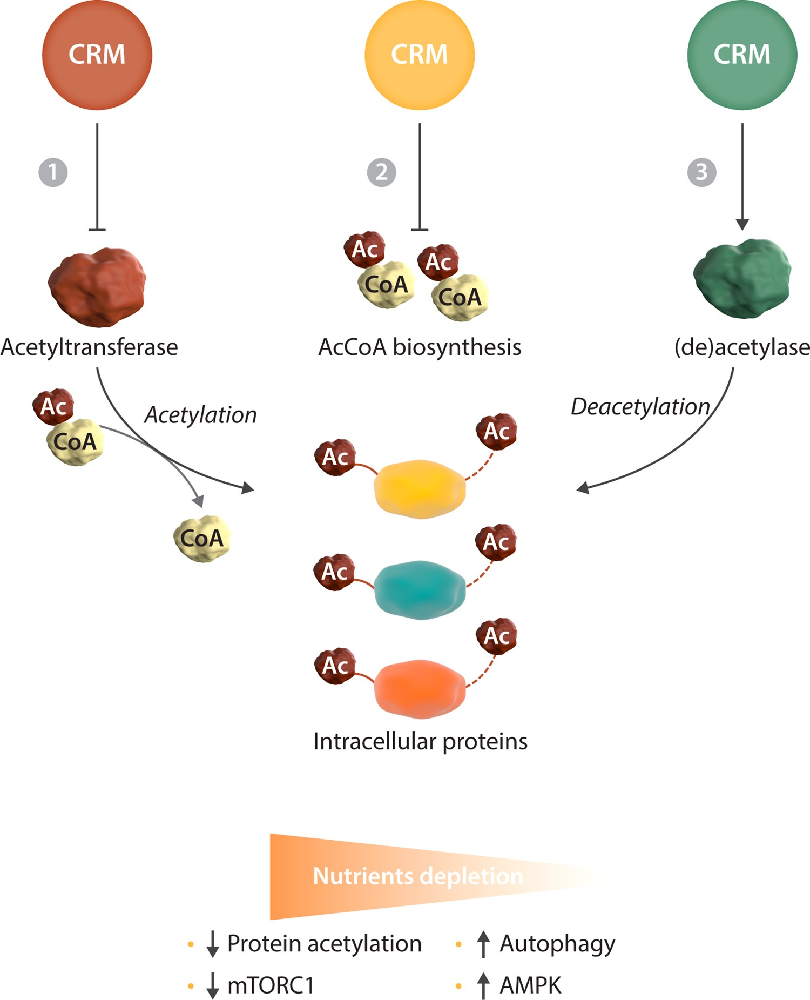 CRM
CRM
CRM
1
2
3
Ac
CoA
Ac
CoA
Acetyltransferase
AcCoA biosynthesis
(de)acetylase
Ac
CoA
Acetylation
Deacetylation
CoA
Ac
Ac
Ac
Ac
Ac
Ac
Intracellular proteins
Nutrients depletion
• ↓ Protein acetylation
• ↑ Autophagy
• ↓ mTORC1
• ↑ AMPK